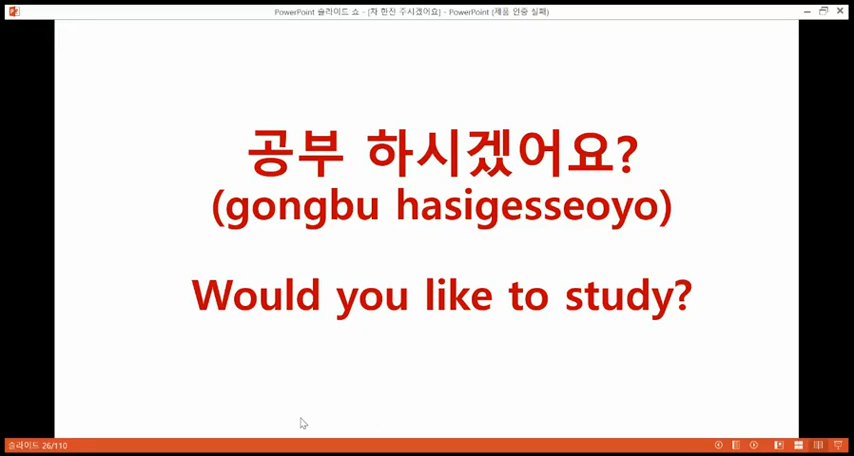 PowerPoint 슬라이드 쇼 - [차 한잔 주시겠어요] - PowerPoint (제품 인증 실패)
공부 하시겠어요?
(gongbu hasigesseoyo)
Would you like to study?
슬라이드 26/110